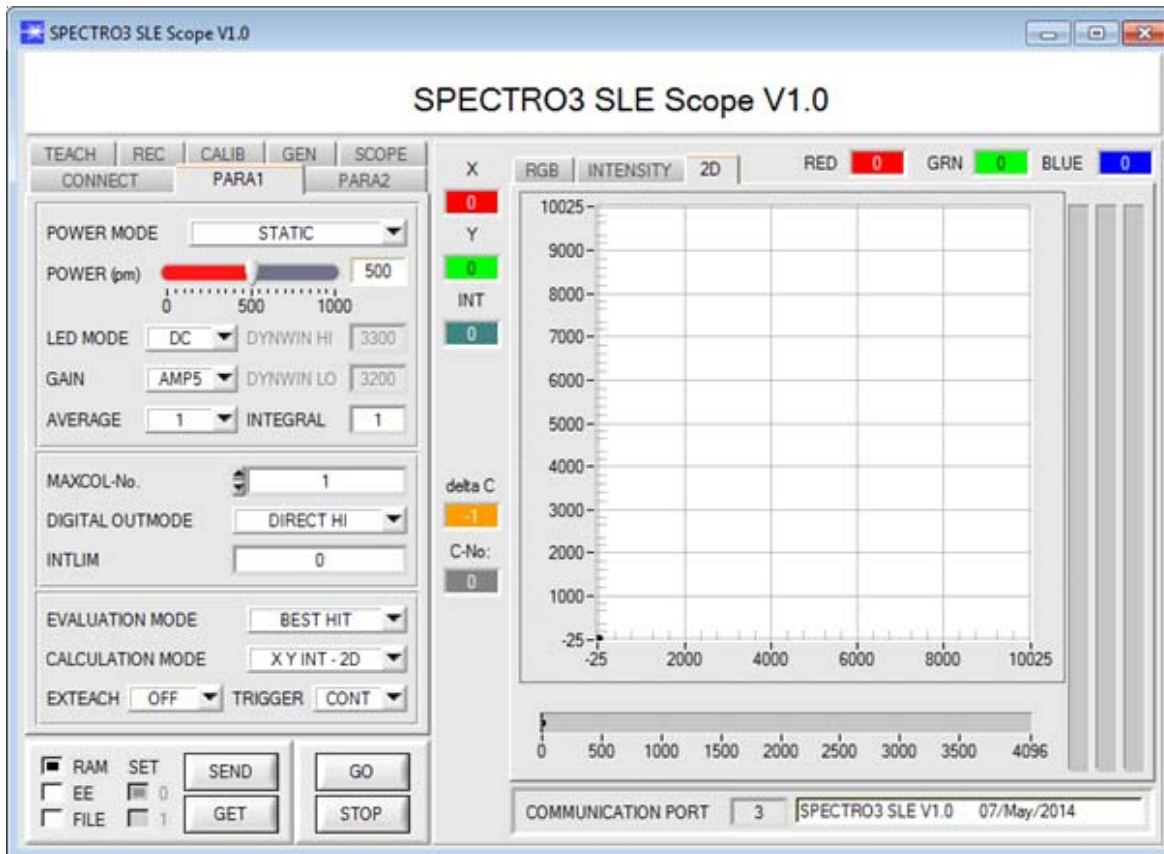 SPECTRO3 SLE Scope V1.0
SPECTRO3 SLE Scope V1.0
TEACH REC CALIB GEN SCOPE
CONNECT PARA1 PARA2
POWER MODE STATIC
POWER (pm) 500
0 500 1000
LED MODE DC DYNWIN HI 3300
GAIN AMP5 DYNWIN LO 3200
AVERAGE 1 INTEGRAL 1
MAXCOL-No. 1
DIGITAL OUTMODE DIRECT HI
INTLIM 0
EVALUATION MODE BEST HIT
CALCULATION MODE X Y INT - 2D
EXTEACH OFF TRIGGER CONT
RAM SET SEND GO
EE 0
FILE 1 GET STOP
X
0
Y
0
INT
0
delta C
-1
C-No:
0
RGB INTENSITY 2D RED 0 GRN 0 BLUE 0
10025
9000
8000
7000
6000
5000
4000
3000
2000
1000
-25
-25 2000 4000 6000 8000 10025
0 500 1000 1500 2000 2500 3000 3500 4096
COMMUNICATION PORT 3 SPECTRO3 SLE V1.0 07/May/2014